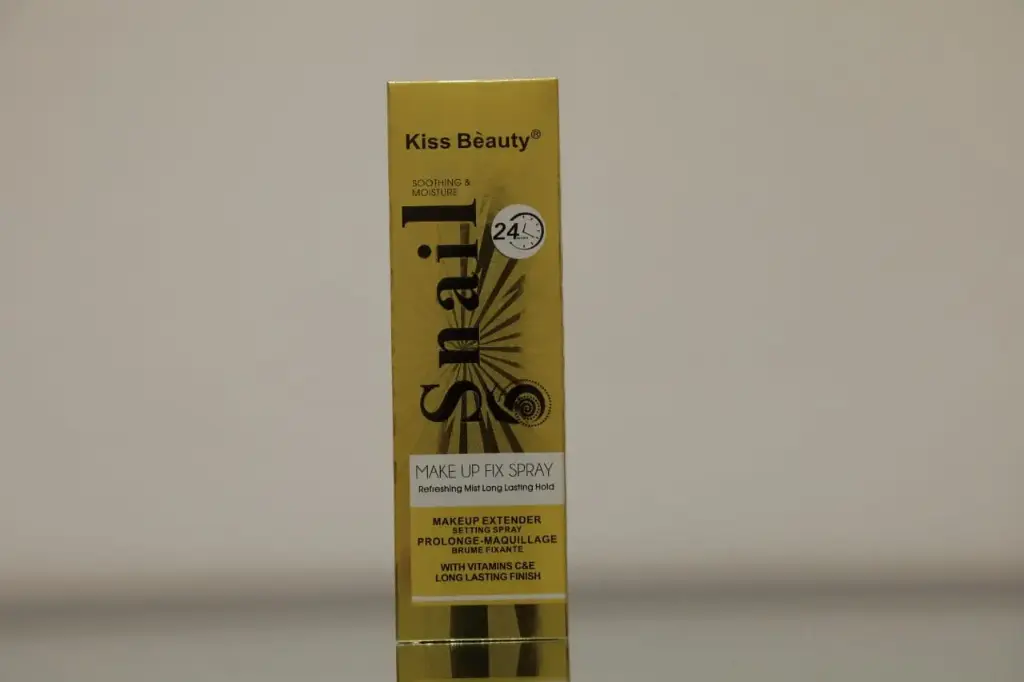 Kiss Bèauty®
SOOTHING &
MOISTURE
Snail
24
MAKE UP FIX SPRAY
Refreshing Mist Long Lasting Hold
MAKEUP EXTENDER
SETTING SPRAY
PROLONGE-MAQUILLAGE
BRUME FIXANTE
WITH VITAMINS C&E
LONG LASTING FINISH